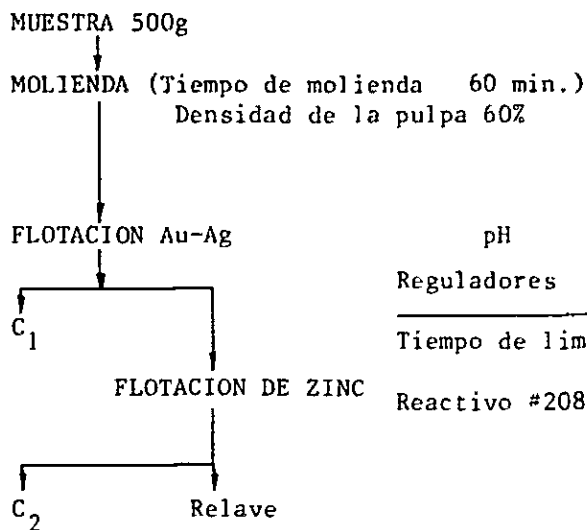 MUESTRA 500g
MOLIENDA (Tiempo de molienda 60 min.)
Densidad de la pulpa 60%
FLOTACION Au-Ag
pH
Reguladores
C1
Tiempo de lim
FLOTACION DE ZINC
Reactivo #208
C2
Relave